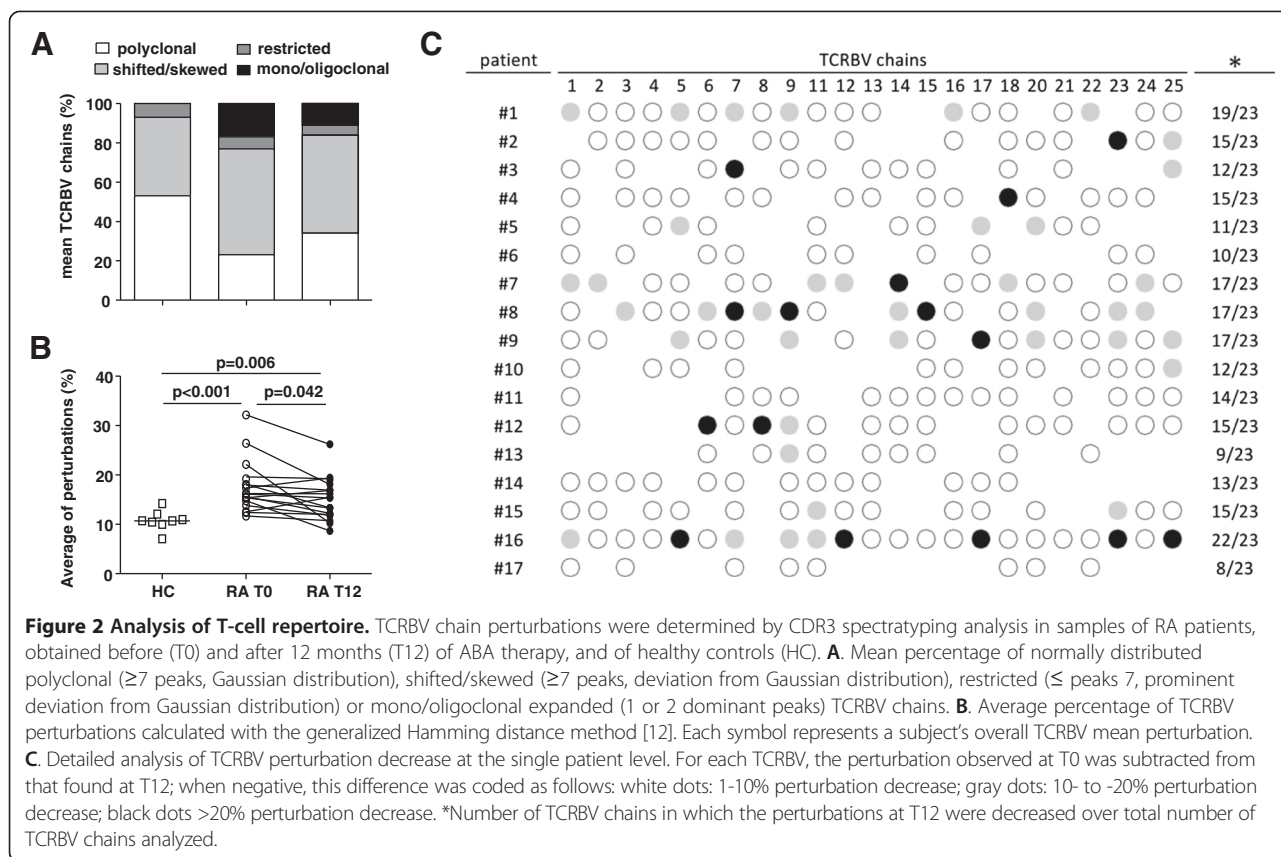 A
polyclonal restricted
shifted/skewed mono/oligoclonal
mean TCRBV chains (%)
100
80
60
40
20
0
B
Average of perturbations (%)
40
30
20
10
0
p=0.006
p<0.001 p=0.042
HC RA T0 RA T12
C
patient TCRBV chains *
1 2 3 4 5 6 7 8 9 11 12 13 14 15 16 17 18 20 21 22 23 24 25
#1 19/23
#2 15/23
#3 12/23
#4 15/23
#5 11/23
#6 10/23
#7 17/23
#8 17/23
#9 17/23
#10 12/23
#11 14/23
#12 15/23
#13 9/23
#14 13/23
#15 15/23
#16 22/23
#17 8/23
Figure 2 Analysis of T-cell repertoire. TCRBV chain perturbations were determined by CDR3 spectratyping analysis in samples of RA patients,
obtained before (T0) and after 12 months (T12) of ABA therapy, and of healthy controls (HC). A. Mean percentage of normally distributed
polyclonal (≥7 peaks, Gaussian distribution), shifted/skewed (≥7 peaks, deviation from Gaussian distribution), restricted (≤ peaks 7, prominent
deviation from Gaussian distribution) or mono/oligoclonal expanded (1 or 2 dominant peaks) TCRBV chains. B. Average percentage of TCRBV
perturbations calculated with the generalized Hamming distance method [12]. Each symbol represents a subject's overall TCRBV mean perturbation.
C. Detailed analysis of TCRBV perturbation decrease at the single patient level. For each TCRBV, the perturbation observed at T0 was subtracted from
that found at T12; when negative, this difference was coded as follows: white dots: 1-10% perturbation decrease; gray dots: 10- to -20% perturbation
decrease; black dots >20% perturbation decrease. *Number of TCRBV chains in which the perturbations at T12 were decreased over total number of
TCRBV chains analyzed.